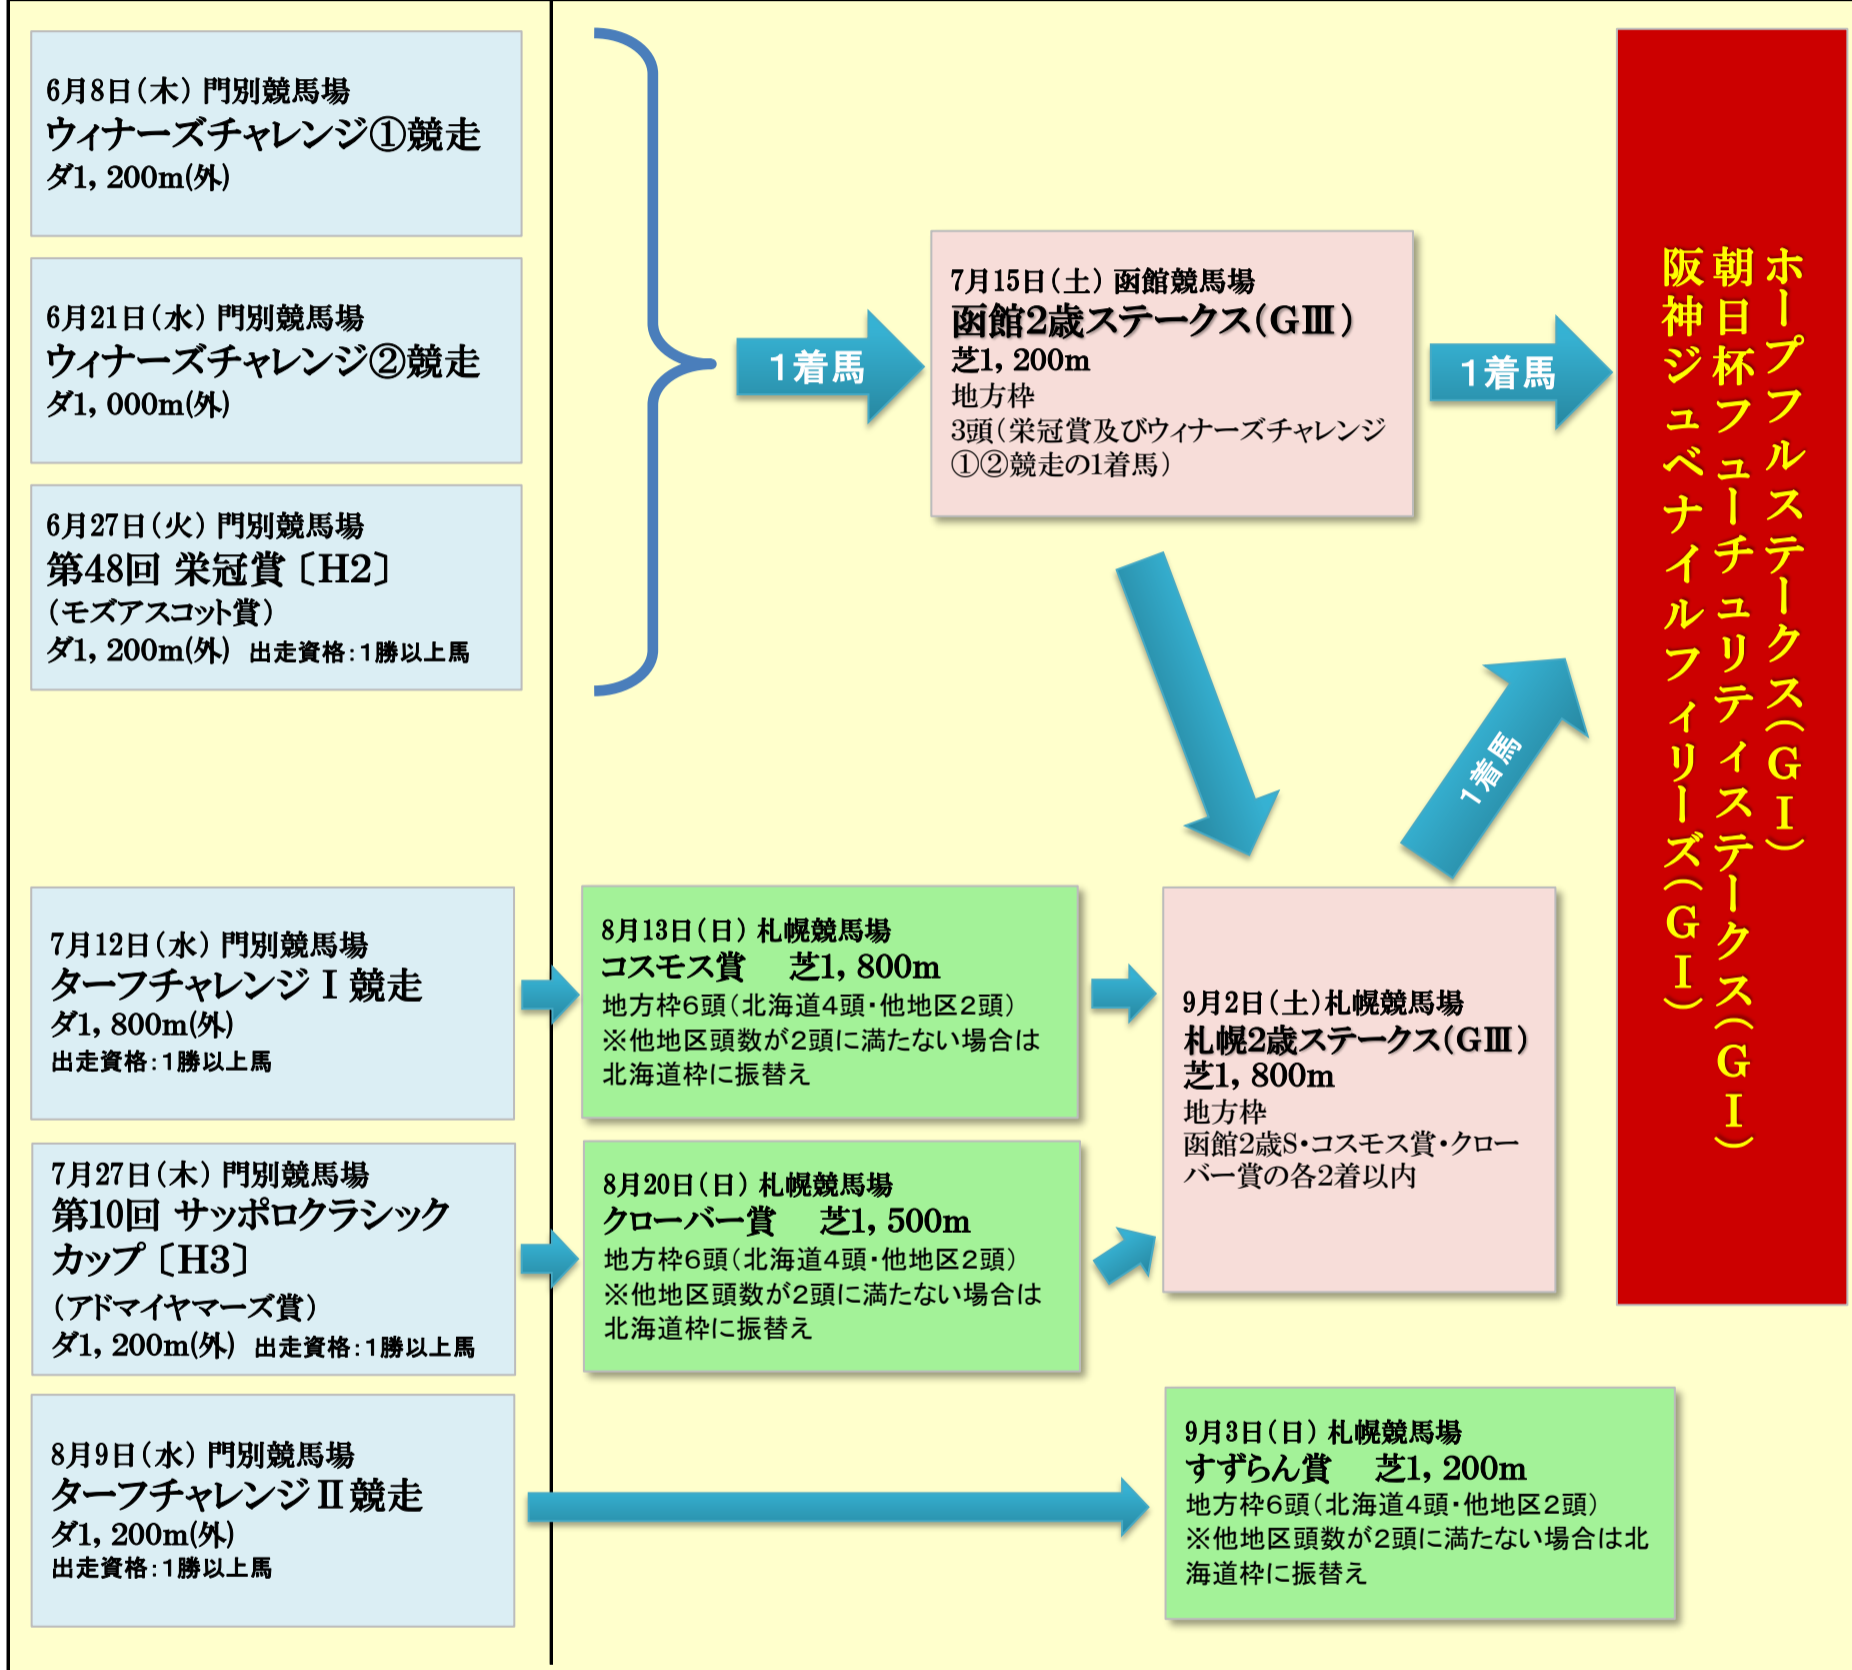 6月8日（木） 門別競馬場
ウィナーズチャレンジ①競走
ダ1，200m(外)
6月21日（水） 門別競馬場
ウィナーズチャレンジ②競走
ダ1，000m(外)
6月27日（火） 門別競馬場
第48回 栄冠賞〔H2〕
（モズアスコット賞）
ダ1，200m(外) 出走資格：1勝以上馬
1着馬
7月15日（土） 函館競馬場
函館2歳ステークス（GⅢ）
芝1，200m
地方枠
3頭（栄冠賞及びウィナーズチャレンジ
①②競走の1着馬）
1着馬
ホープフルステークス（GⅠ）
朝日杯フューチュリティステークス（GⅠ）
阪神ジュベナイルフィリーズ（GⅠ）
1着馬
7月12日（水） 門別競馬場
ターフチャレンジⅠ競走
ダ1，800m(外)
出走資格：1勝以上馬
8月13日（日） 札幌競馬場
コスモス賞 芝1，800m
地方枠6頭（北海道4頭・他地区2頭）
※他地区頭数が2頭に満たない場合は
北海道枠に振替え
9月2日（土）札幌競馬場
札幌2歳ステークス（GⅢ）
芝1，800m
地方枠
函館2歳S・コスモス賞・クロー
バー賞の各2着以内
7月27日（木） 門別競馬場
第10回 サッポロクラシック
カップ〔H3〕
（アドマイヤマーズ賞）
ダ1，200m(外) 出走資格：1勝以上馬
8月20日（日） 札幌競馬場
クローバー賞 芝1，500m
地方枠6頭（北海道4頭・他地区2頭）
※他地区頭数が2頭に満たない場合は
北海道枠に振替え
8月9日（水） 門別競馬場
ターフチャレンジⅡ競走
ダ1，200m(外)
出走資格：1勝以上馬
9月3日（日） 札幌競馬場
すずらん賞 芝1，200m
地方枠6頭（北海道4頭・他地区2頭）
※他地区頭数が2頭に満たない場合は北
海道枠に振替え